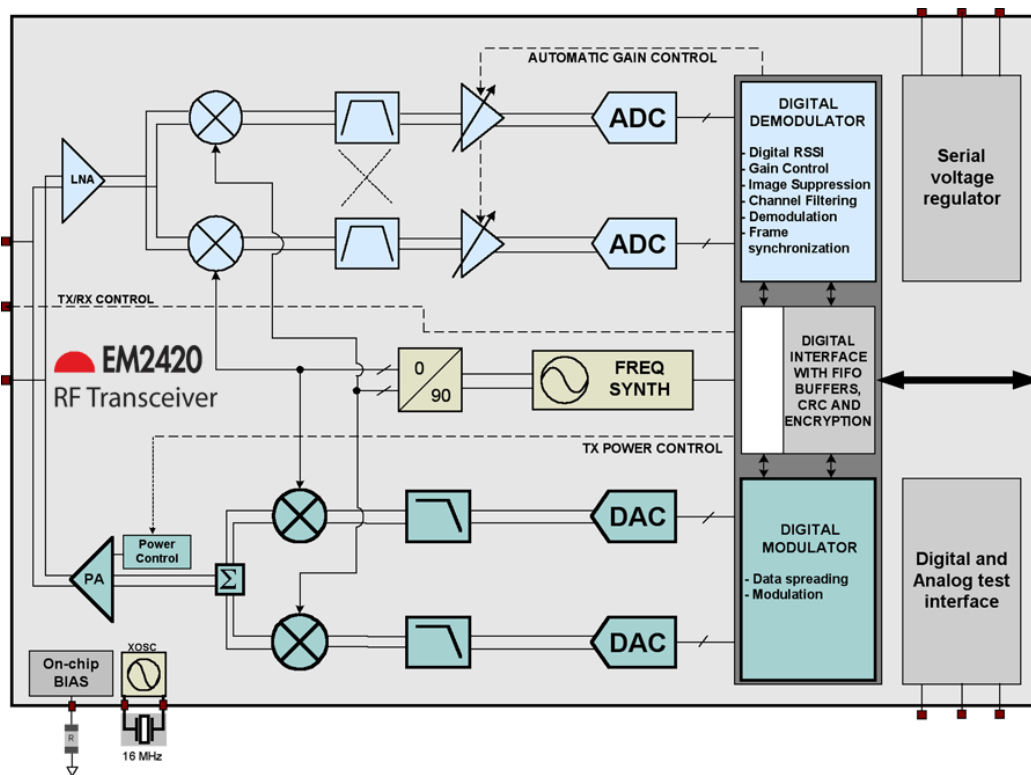 AUTOMATIC GAIN CONTROL
LNA
ADC
ADC
DIGITAL
DEMODULATOR
- Digital RSSI
- Gain Control
- Image Suppression
- Channel Filtering
- Demodulation
- Frame
synchronization
Serial
voltage
regulator
TX/RX CONTROL
EM2420
RF Transceiver
0
90
FREQ
SYNTH
DIGITAL
INTERFACE
WITH FIFO
BUFFERS,
CRC AND
ENCRYPTION
TX POWER CONTROL
Power
Control
PA
Σ
DAC
DAC
DIGITAL
MODULATOR
- Data spreading
- Modulation
Digital and
Analog test
interface
On-chip
BIAS
XOSC
R
16 MHz